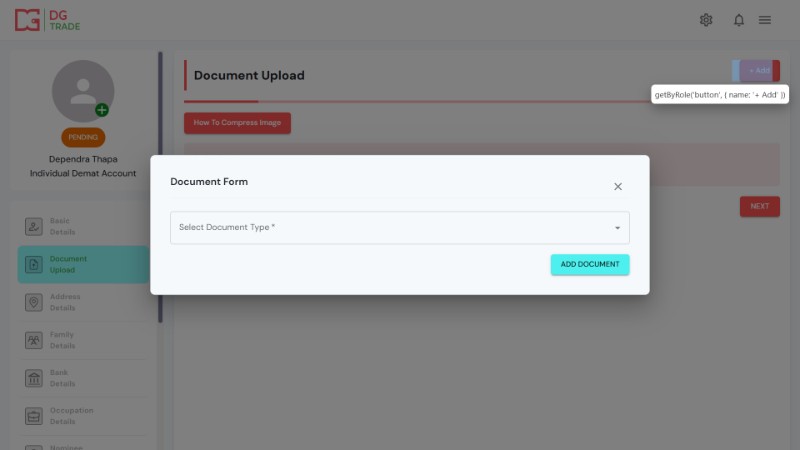 DG
TRADE
PENDING
Dependra Thapa
Individual Demat Account
Basic
Details
Document
Upload
Address
Details
Family
Details
Bank
Details
Occupation
Details
Nominee
Document Upload
+ Add
getByRole('button', { name: '+ Add' })
How To Compress Image
NEXT
Document Form
Select Document Type *
ADD DOCUMENT